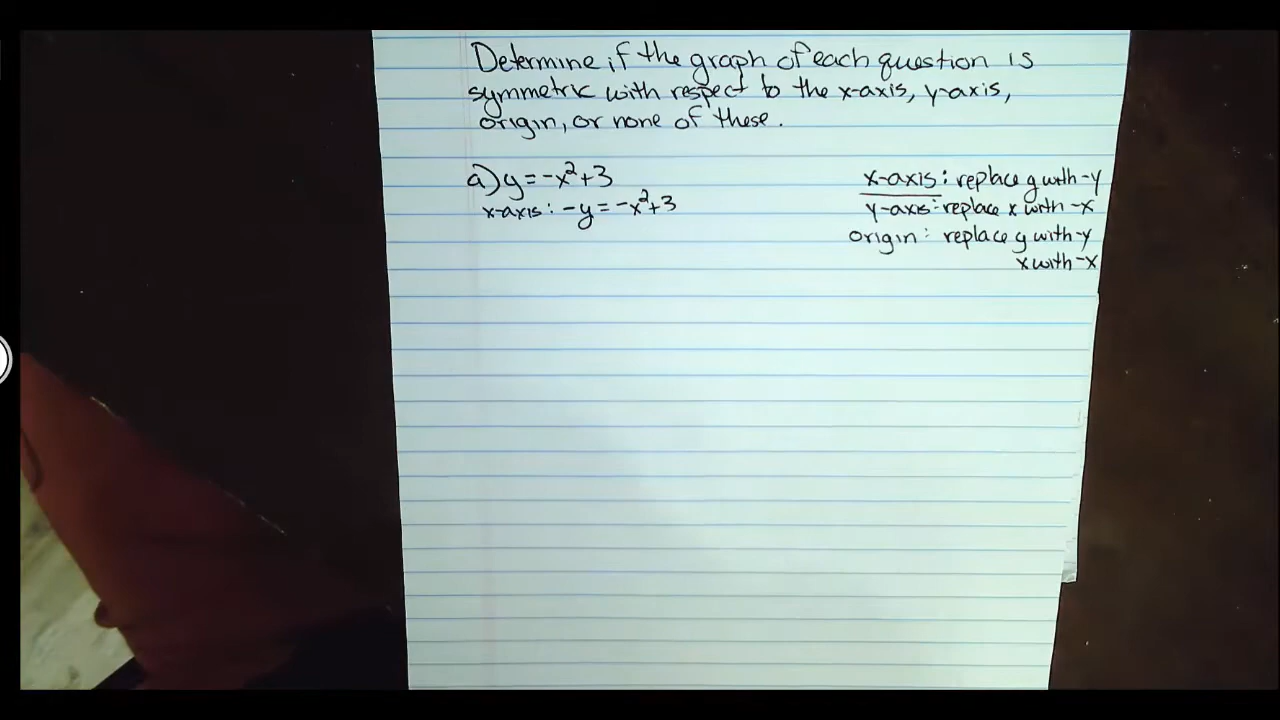 Determine if the graph of each question is
symmetric with respect to the x-axis, y-axis,
origin, or none of these.
a) y = -x²+3
x-axis: -y = -x²+3
x-axis: replace y with -y
y-axis: replace x with -x
origin: replace y with -y
x with -x